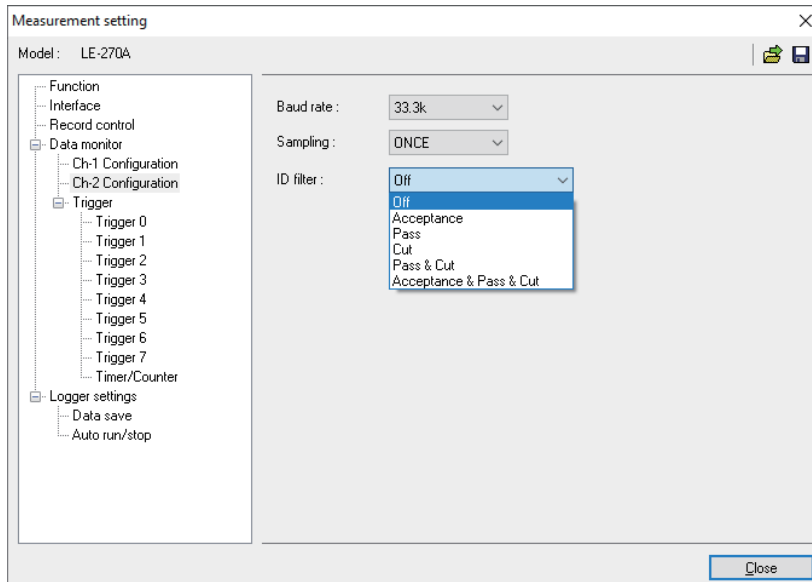 Measurement setting
Model : LE-270A
Function
Interface
Record control
Data monitor
Ch-1 Configuration
Ch-2 Configuration
Trigger
Trigger 0
Trigger 1
Trigger 2
Trigger 3
Trigger 4
Trigger 5
Trigger 6
Trigger 7
Timer/Counter
Logger settings
Data save
Auto run/stop
Baud rate : 33.3k
Sampling : ONCE
ID filter : Off
Off
Acceptance
Pass
Cut
Pass & Cut
Acceptance & Pass & Cut
Close